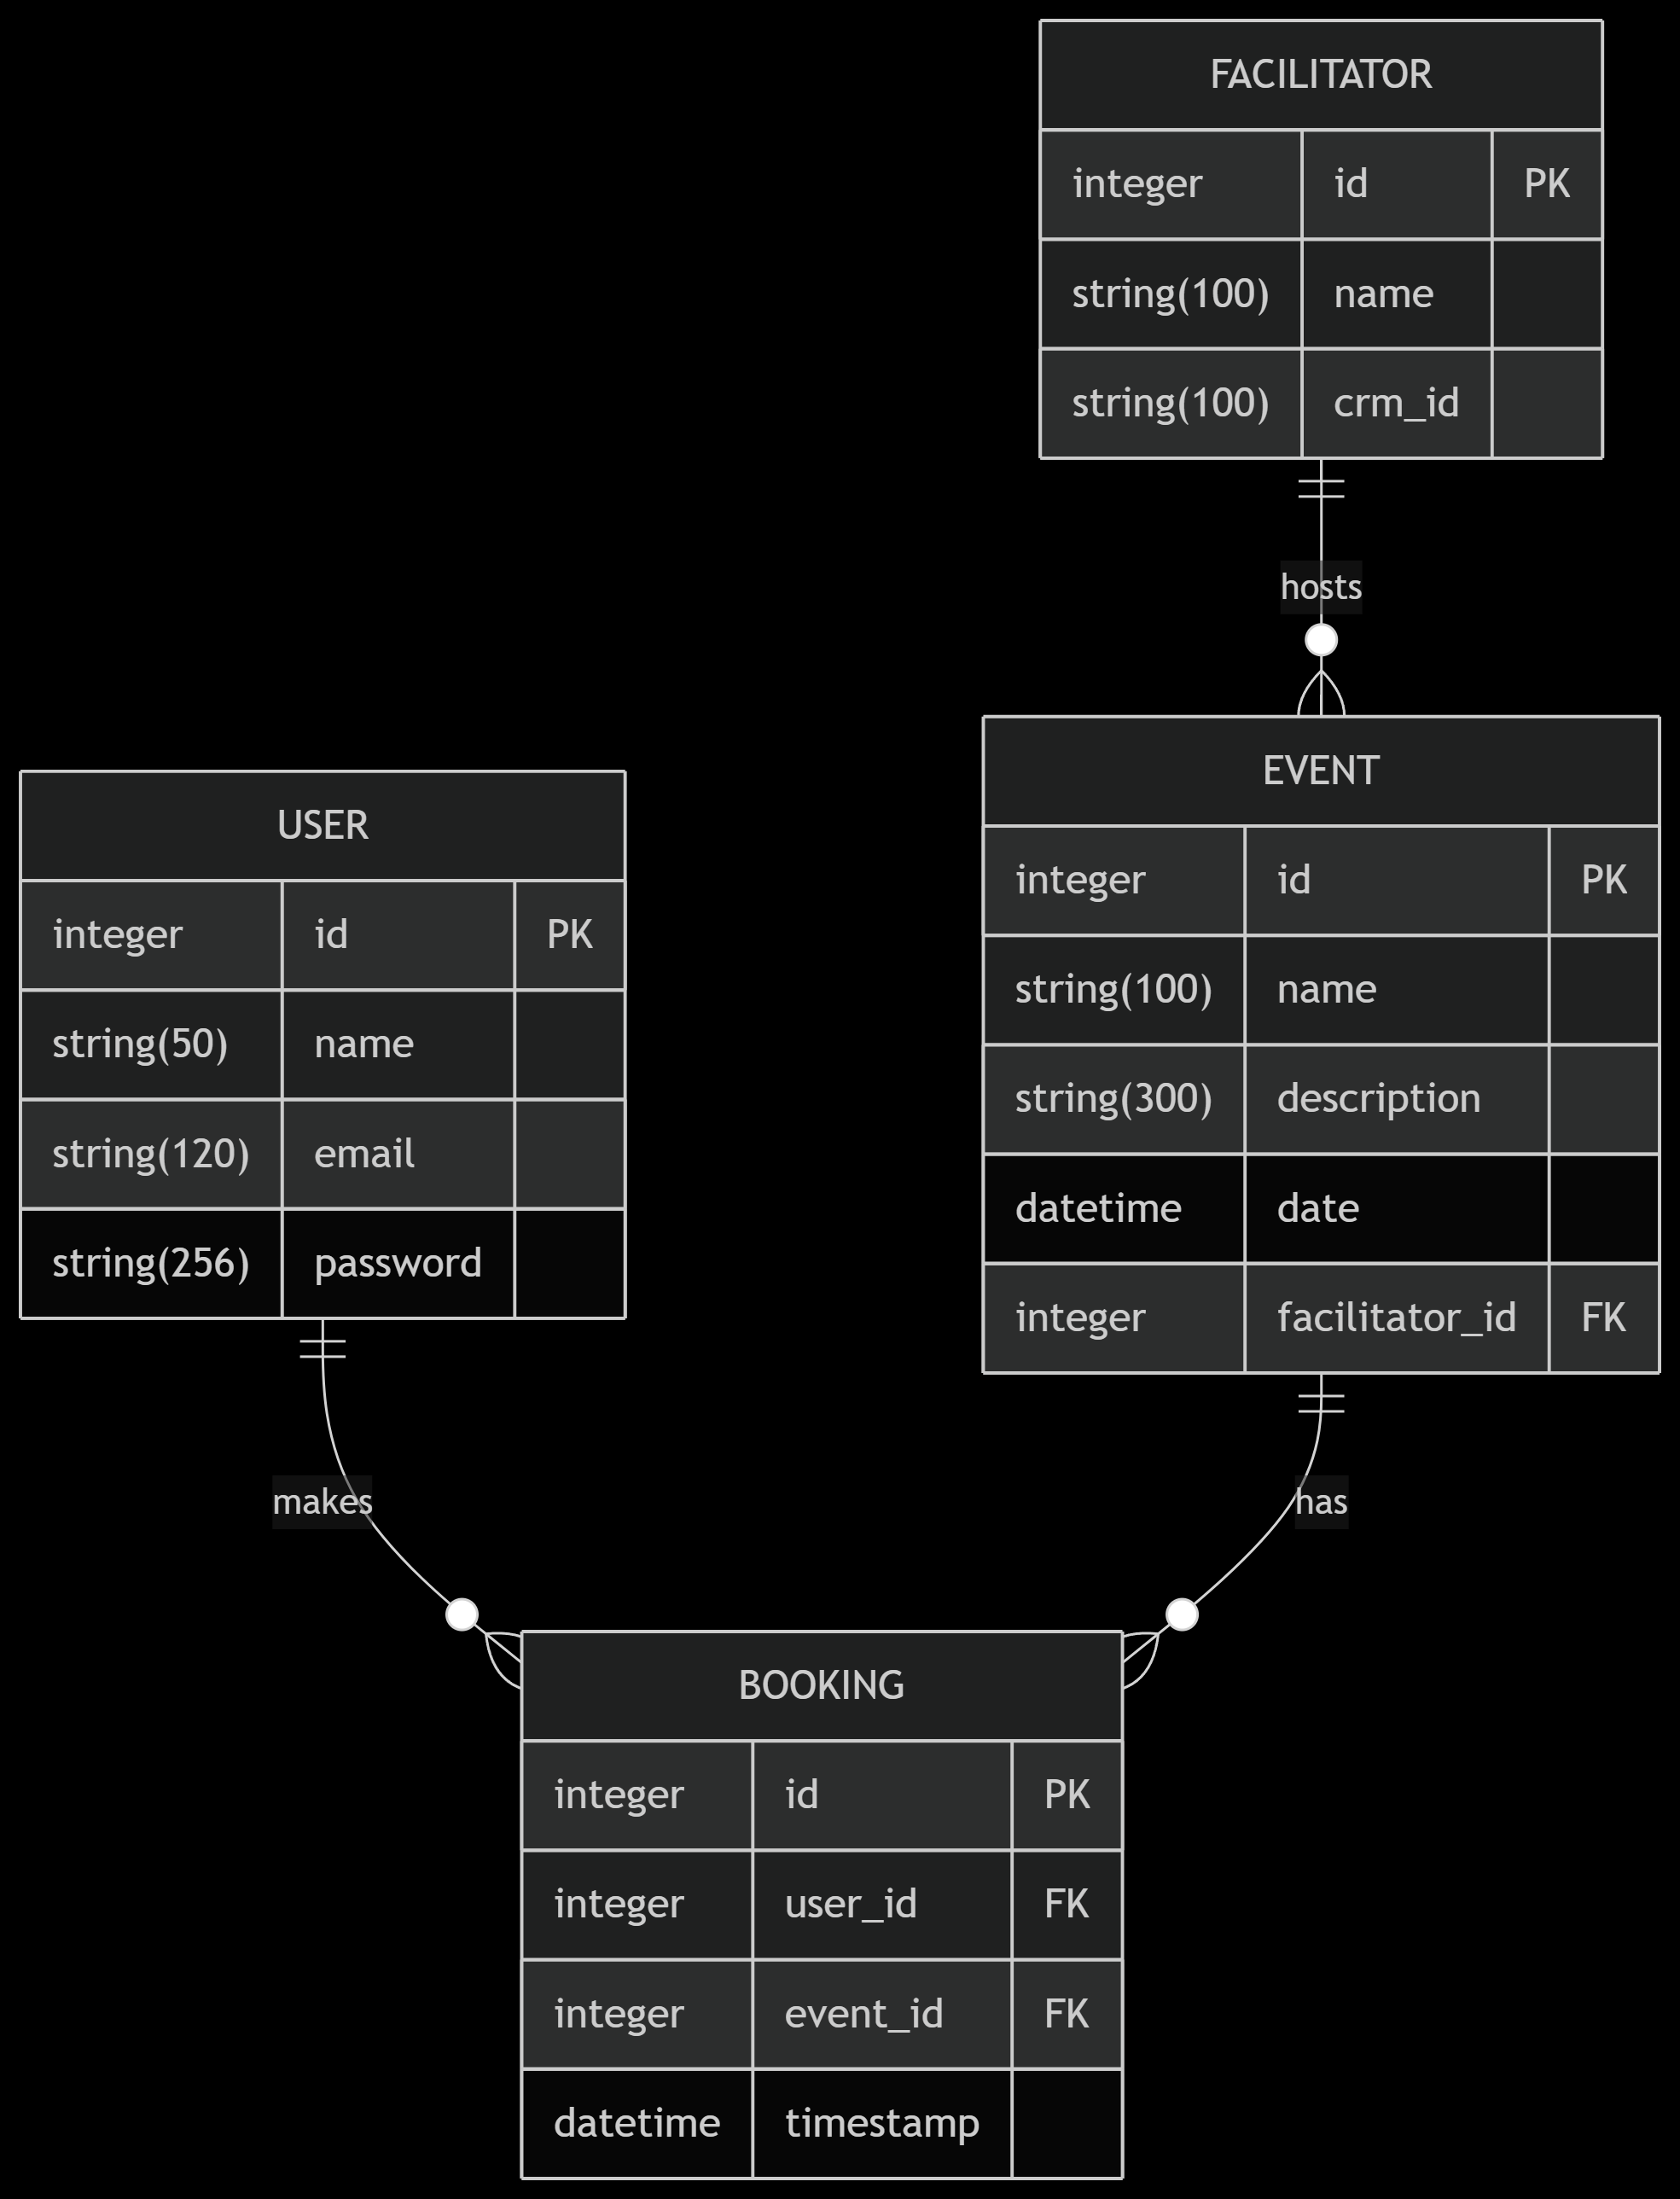 FACILITATOR
integer id PK
string(100) name
string(100) crm_id
hosts
EVENT
integer id PK
string(100) name
string(300) description
datetime date
integer facilitator_id FK
USER
integer id PK
string(50) name
string(120) email
string(256) password
makes
has
BOOKING
integer id PK
integer user_id FK
integer event_id FK
datetime timestamp